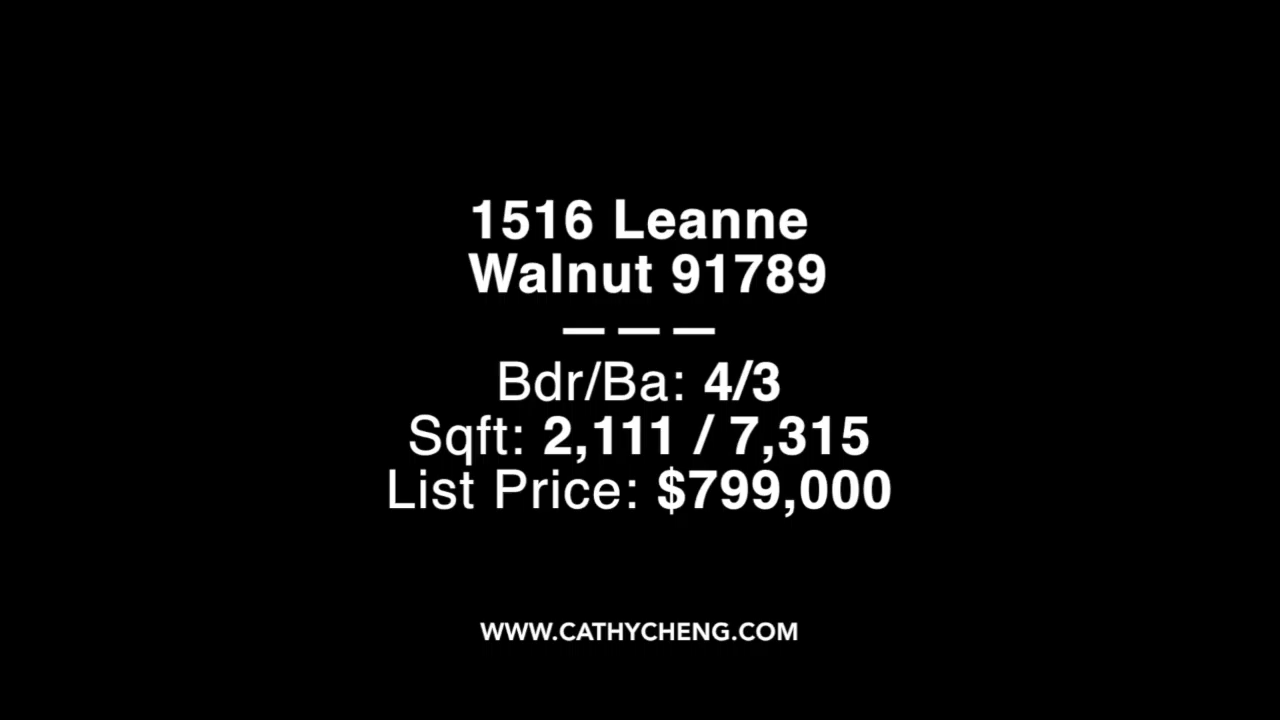 1516 Leanne
Walnut 91789
— — —
Bdr/Ba: 4/3
Sqft: 2,111 / 7,315
List Price: $799,000
WWW.CATHYCHENG.COM